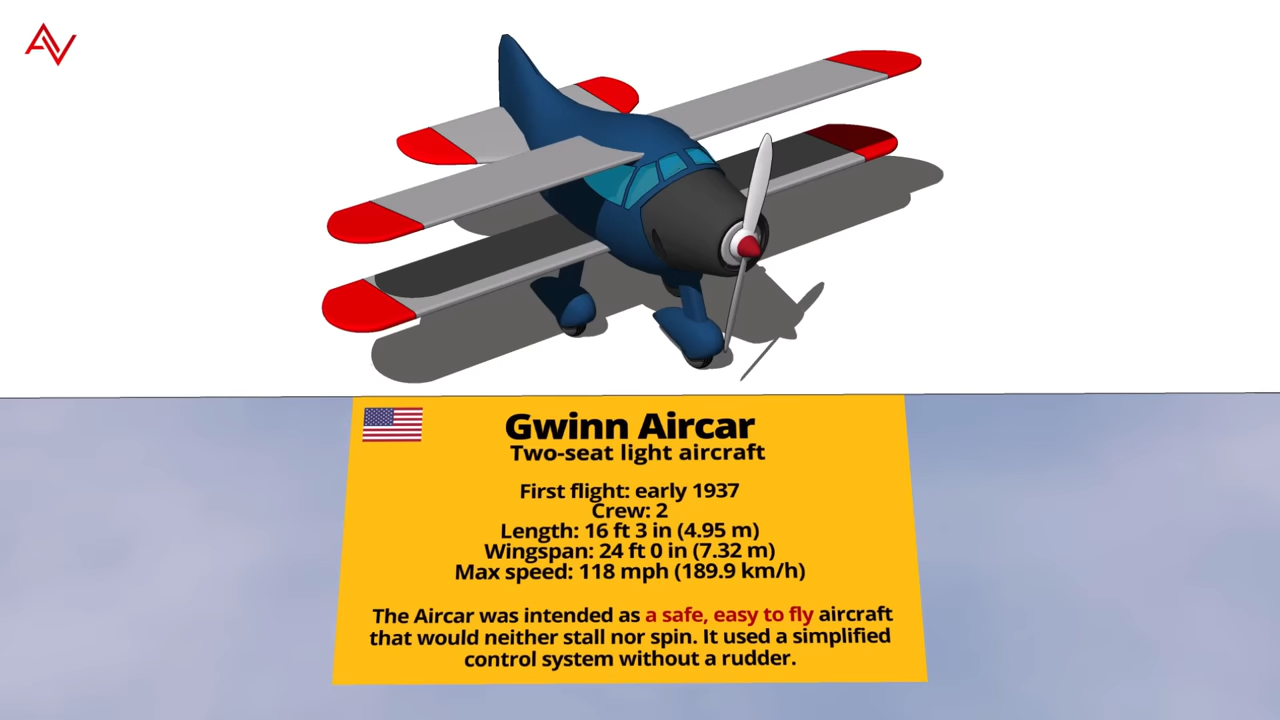 AV
Gwinn Aircar
Two-seat light aircraft
First flight: early 1937
Crew: 2
Length: 16 ft 3 in (4.95 m)
Wingspan: 24 ft 0 in (7.32 m)
Max speed: 118 mph (189.9 km/h)
The Aircar was intended as a safe, easy to fly aircraft
that would neither stall nor spin. It used a simplified
control system without a rudder.